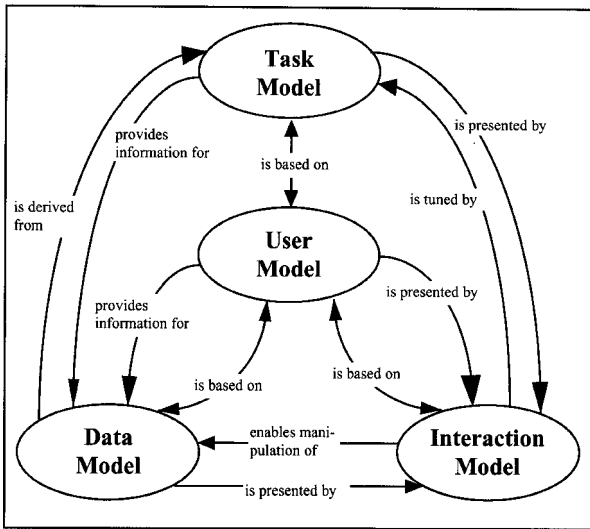 Task
Model
provides
information for
is presented by
is based on
is derived
from
is tuned by
User
Model
provides
information for
is presented by
is based on
is based on
Data
Model
enables mani-
pulation of
Interaction
Model
is presented by